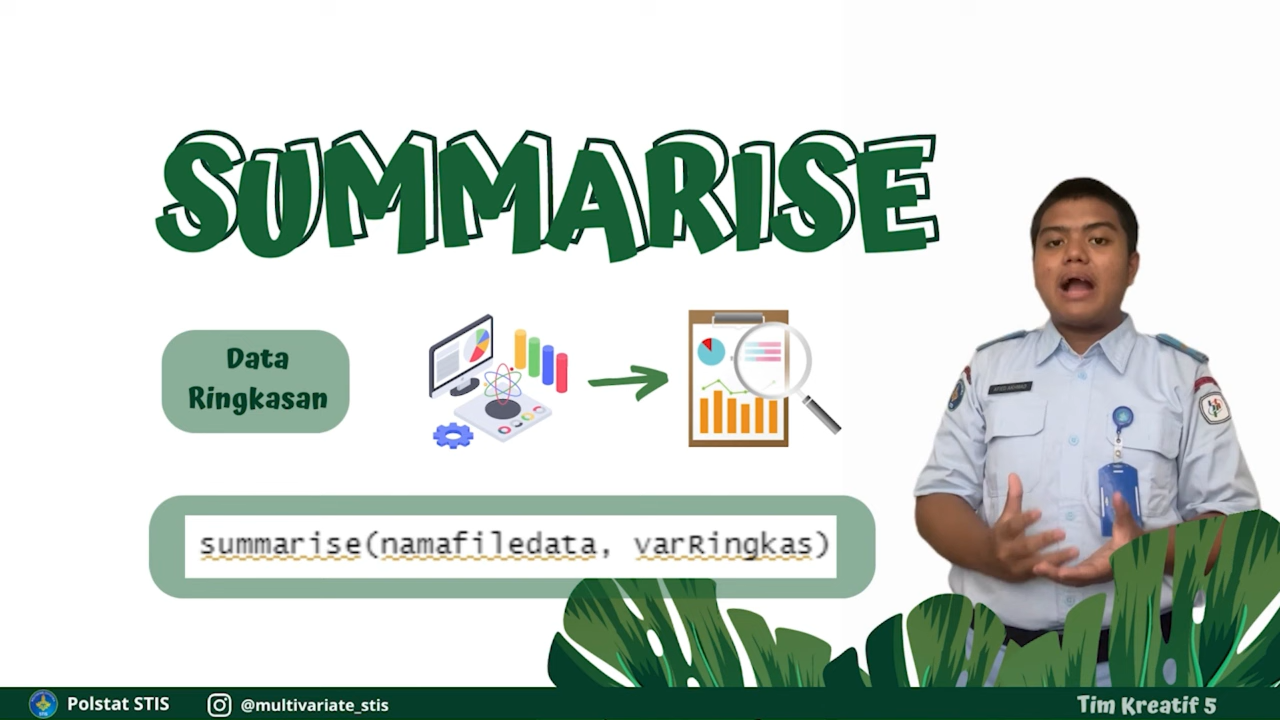 SUMMARISE
Data
Ringkasan
summarise(namafiledata, varRingkas)
Polstat STIS
@multivariate_stis
Tim Kreatif 5